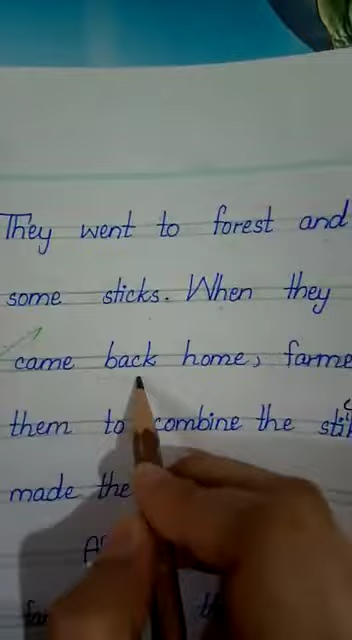 They went to forest and
some sticks. When they
came back home, farme
them to combine the sti
made the